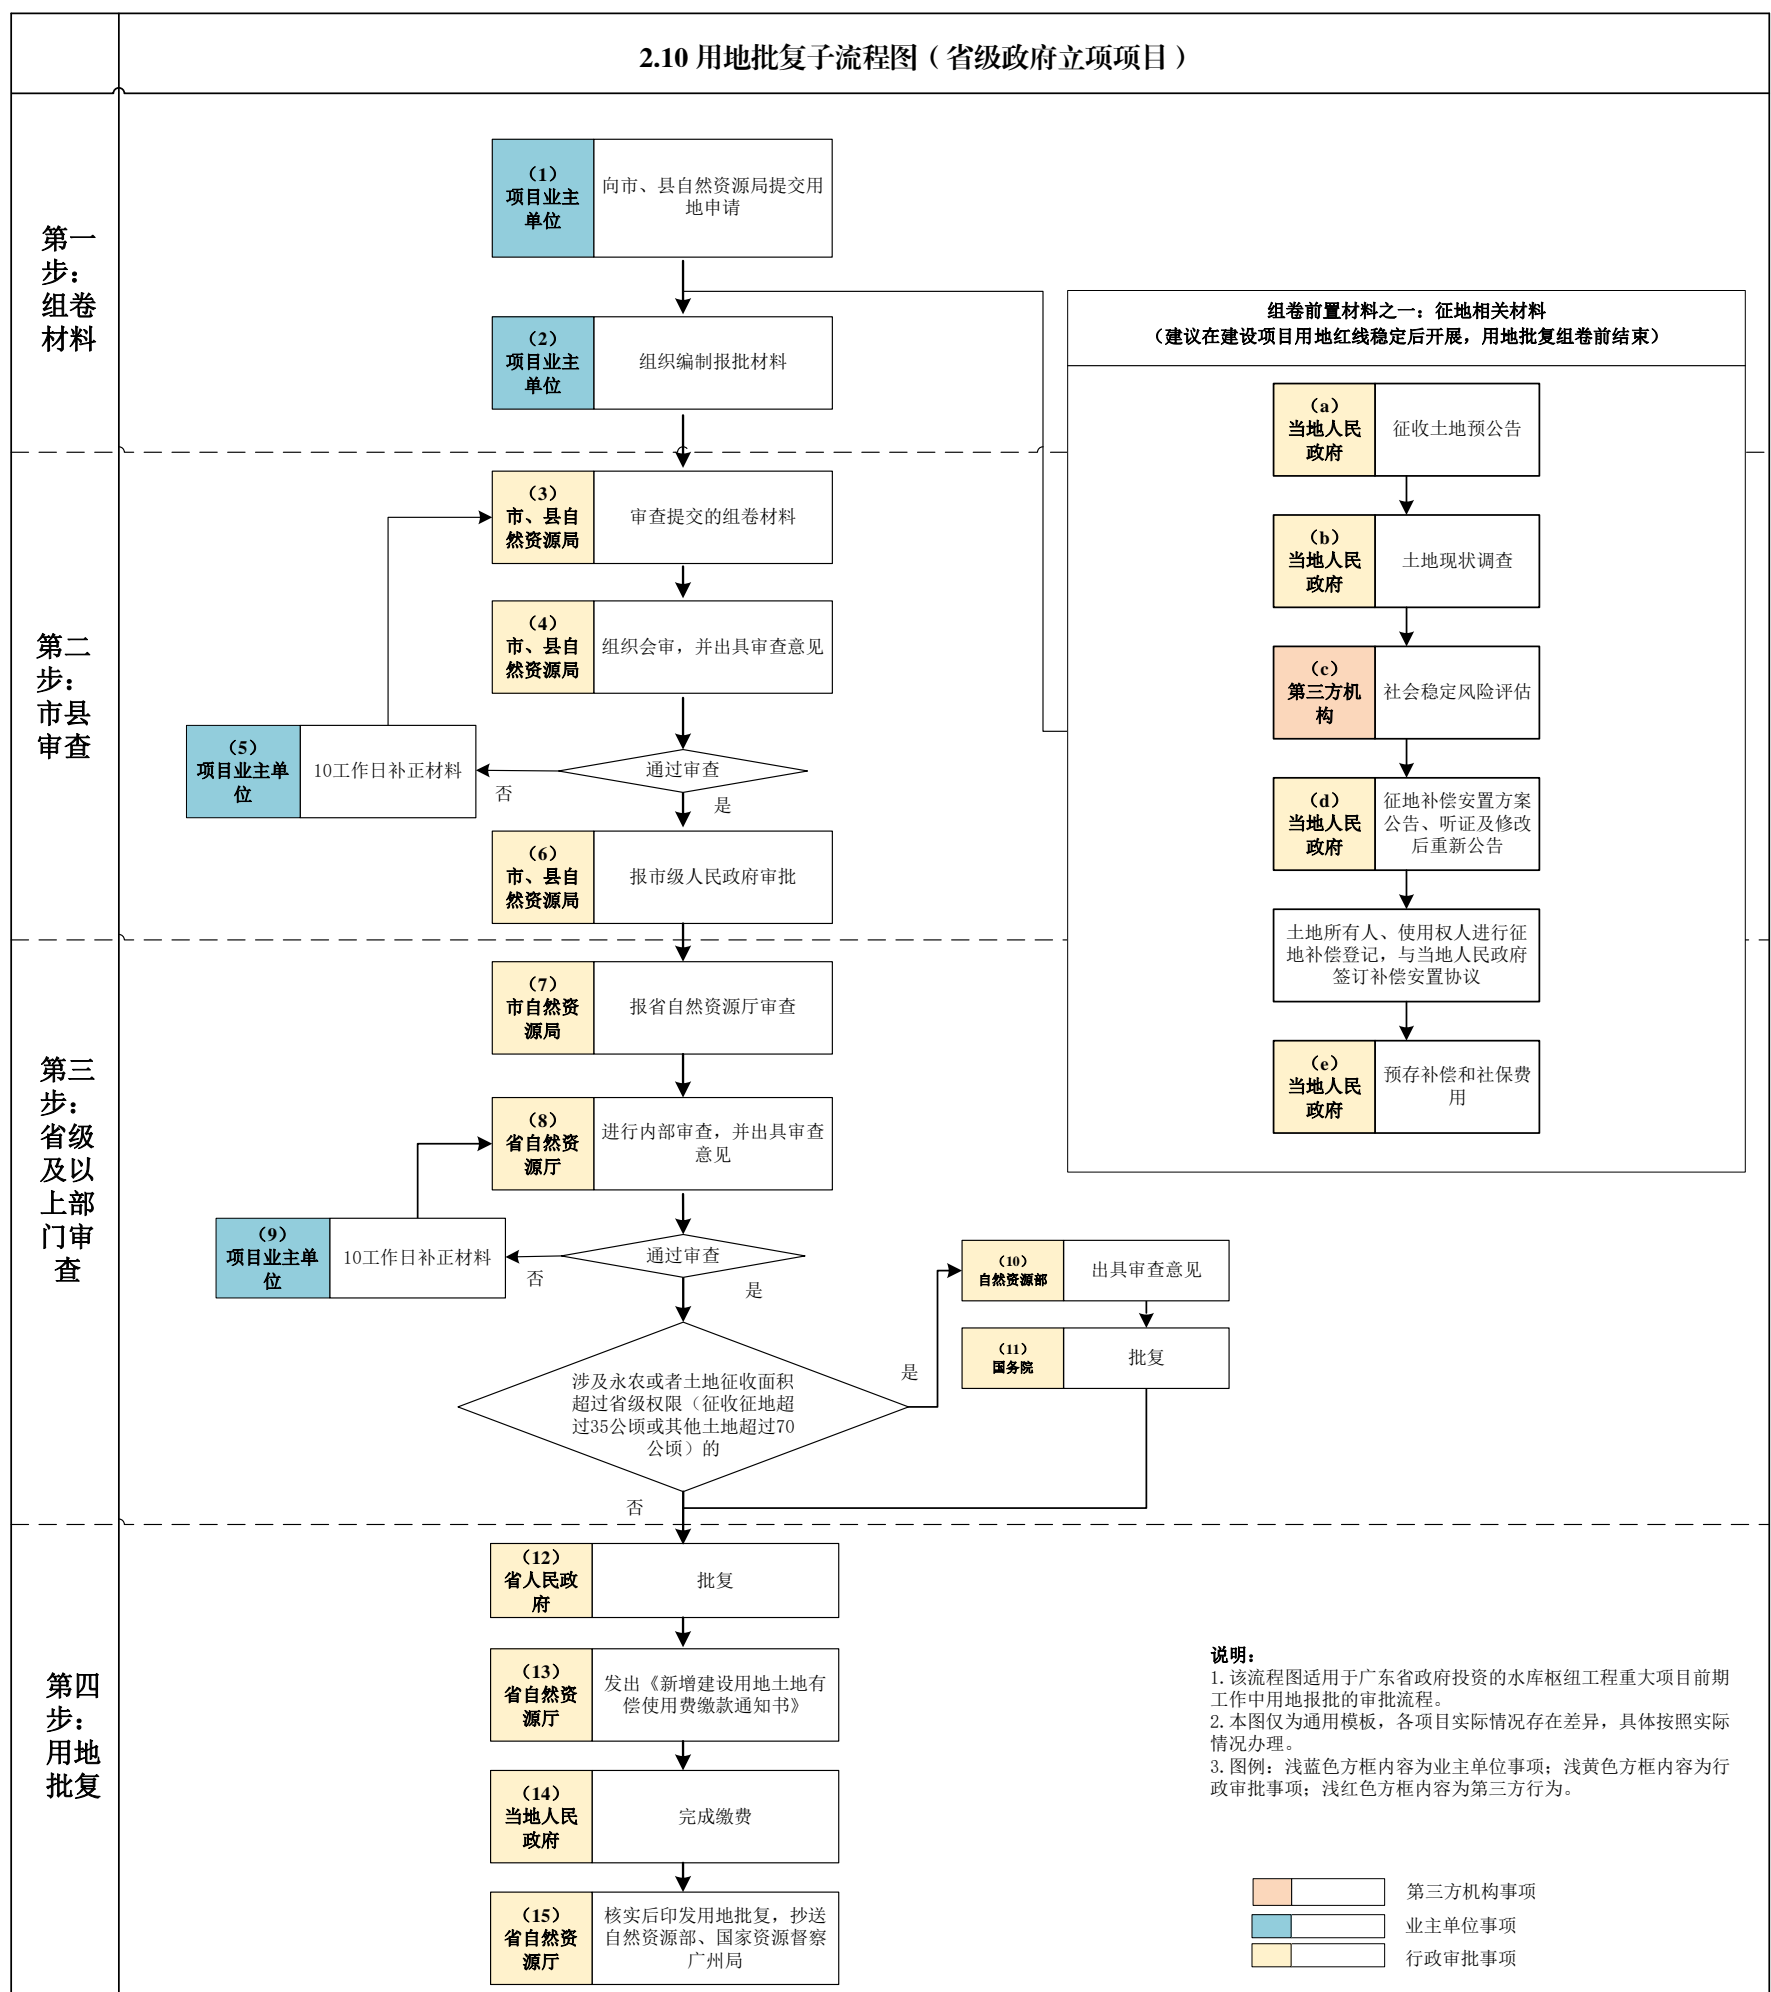 2.10 用地批复子流程图（省级政府立项项目）
第一
步：
组卷
材料
（1）
项目业主
单位
向市、县自然资源局提交用
地申请
（2）
项目业主
单位
组织编制报批材料
组卷前置材料之一：征地相关材料
（建议在建设项目用地红线稳定后开展，用地批复组卷前结束）
（a）
当地人民
政府
征收土地预公告
（b）
当地人民
政府
土地现状调查
（c）
第三方机
构
社会稳定风险评估
（d）
当地人民
政府
征地补偿安置方案
公告、听证及修改
后重新公告
土地所有人、使用权人进行征
地补偿登记，与当地人民政府
签订补偿安置协议
（e）
当地人民
政府
预存补偿和社保费
用
第二
步：
市县
审查
（3）
市、县自
然资源局
审查提交的组卷材料
（4）
市、县自
然资源局
组织会审，并出具审查意见
（5）
项目业主单
位
10工作日补正材料
否
通过审查
是
（6）
市、县自
然资源局
报市级人民政府审批
第三
步：
省级
及以
上部
门审
查
（7）
市自然资
源局
报省自然资源厅审查
（8）
省自然资
源厅
进行内部审查，并出具审查
意见
（9）
项目业主单
位
10工作日补正材料
否
通过审查
是
（10）
自然资源部
出具审查意见
（11）
国务院
批复
涉及永农或者土地征收面积
超过省级权限（征收征地超
过35公顷或其他土地超过70
公顷）的
是
否
第四
步：
用地
批复
（12）
省人民政
府
批复
（13）
省自然资
源厅
发出《新增建设用地土地有
偿使用费缴款通知书》
（14）
当地人民
政府
完成缴费
（15）
省自然资
源厅
核实后印发用地批复，抄送
自然资源部、国家资源督察
广州局
说明：
1.该流程图适用于广东省政府投资的水库枢纽工程重大项目前期
工作中用地报批的审批流程。
2.本图仅为通用模板，各项目实际情况存在差异，具体按照实际
情况办理。
3.图例：浅蓝色方框内容为业主单位事项；浅黄色方框内容为行
政审批事项；浅红色方框内容为第三方行为。
第三方机构事项
业主单位事项
行政审批事项